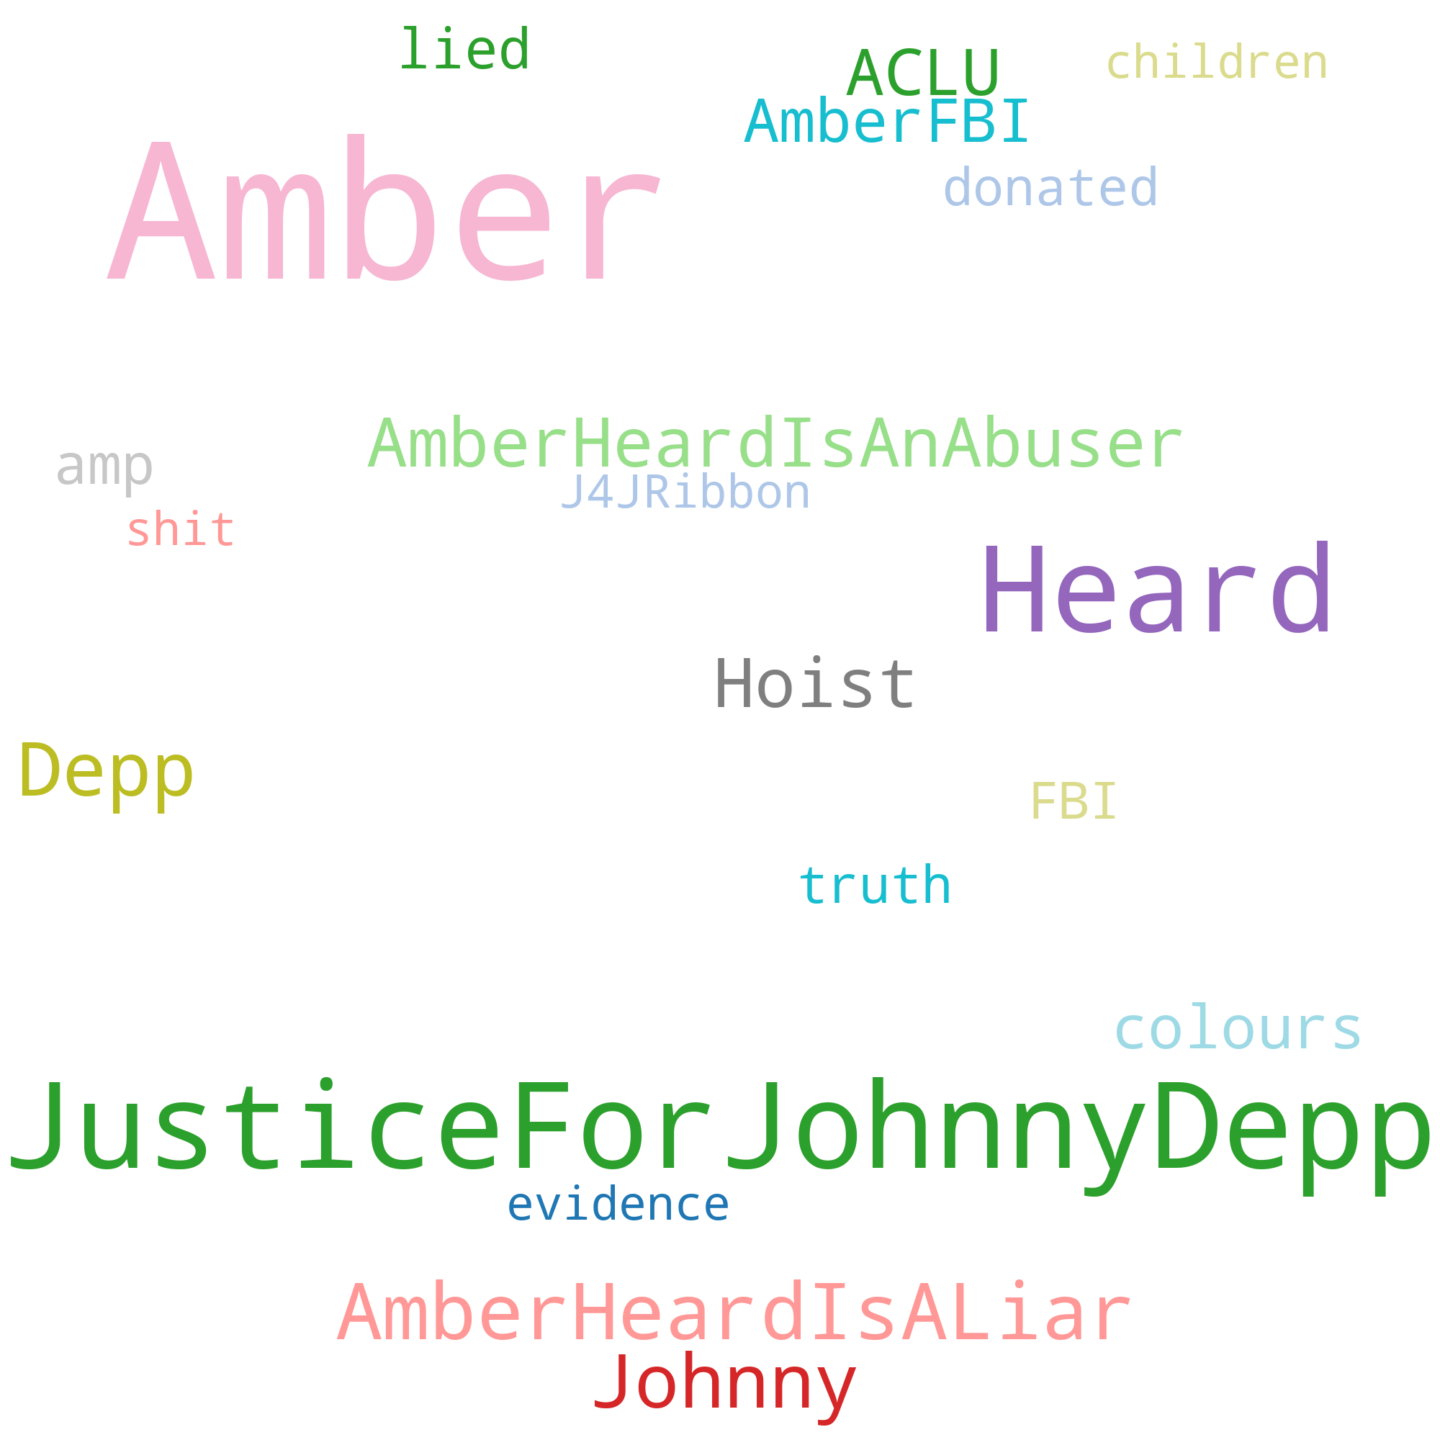 lied
ACLU
children
AmberFBI
Amber
donated
AmberHeardIsAnAbuser
amp
J4JRibbon
shit
Heard
Hoist
Depp
FBI
truth
colours
JusticeForJohnnyDepp
evidence
AmberHeardIsALiar
Johnny